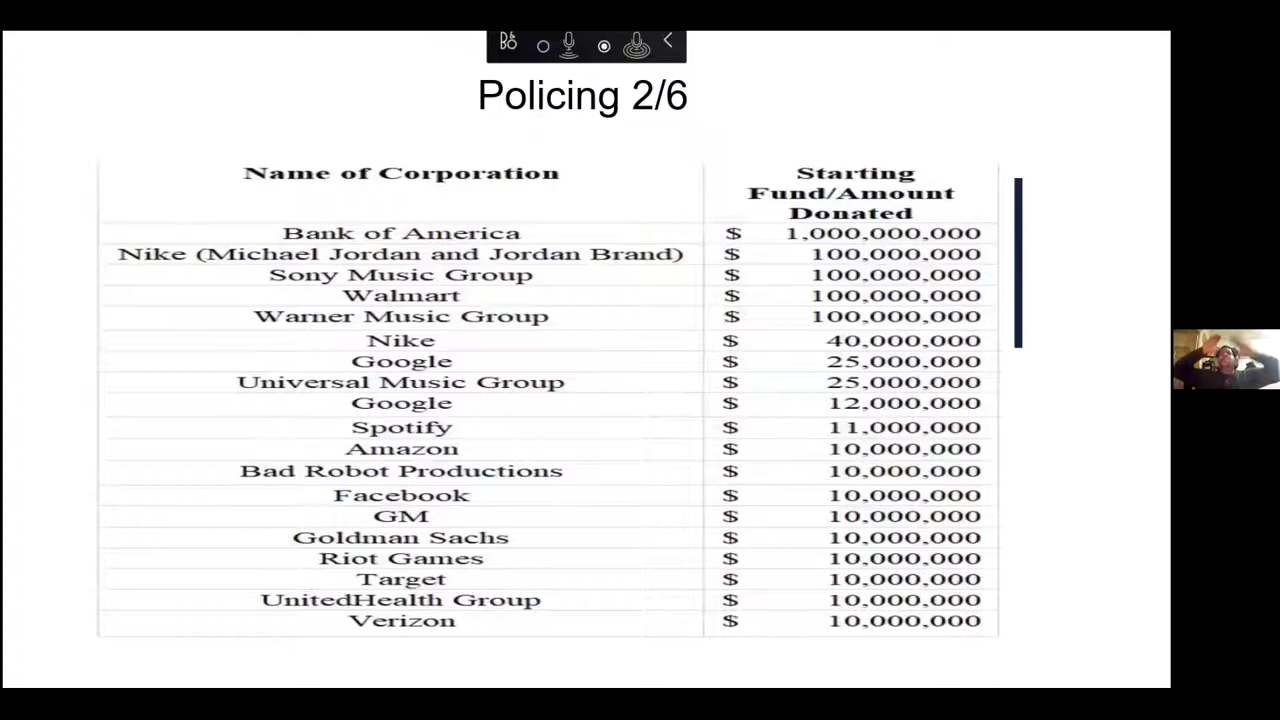 B&O
Policing 2/6
Name of Corporation Starting
Fund/Amount
Donated
Bank of America $ 1,000,000,000
Nike (Michael Jordan and Jordan Brand) $ 100,000,000
Sony Music Group $ 100,000,000
Walmart $ 100,000,000
Warner Music Group $ 100,000,000
Nike $ 40,000,000
Google $ 25,000,000
Universal Music Group $ 25,000,000
Google $ 12,000,000
Spotify $ 11,000,000
Amazon $ 10,000,000
Bad Robot Productions $ 10,000,000
Facebook $ 10,000,000
GM $ 10,000,000
Goldman Sachs $ 10,000,000
Riot Games $ 10,000,000
Target $ 10,000,000
UnitedHealth Group $ 10,000,000
Verizon $ 10,000,000